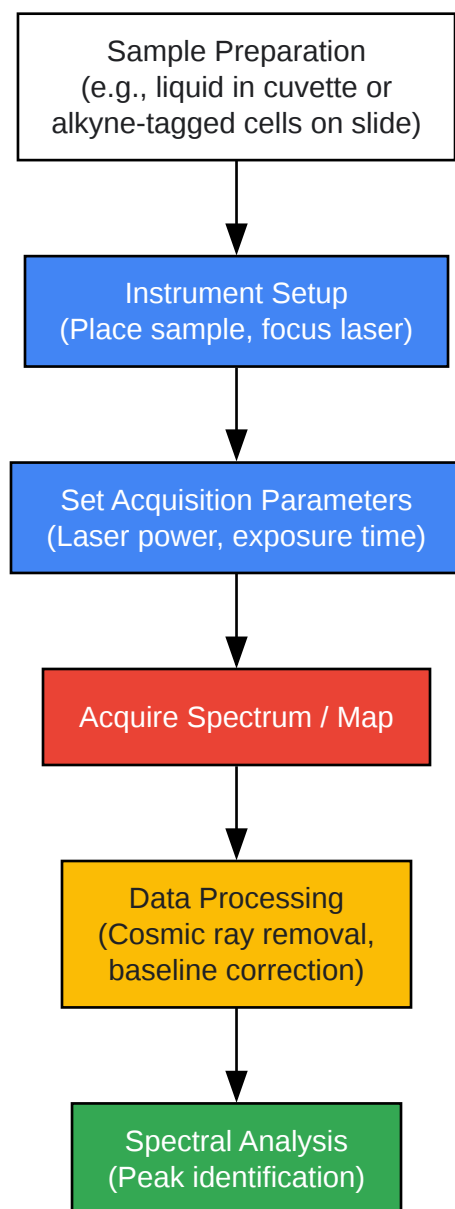 Sample Preparation
(e.g., liquid in cuvette or
alkyne-tagged cells on slide)
Instrument Setup
(Place sample, focus laser)
Set Acquisition Parameters
(Laser power, exposure time)
Acquire Spectrum / Map
Data Processing
(Cosmic ray removal,
baseline correction)
Spectral Analysis
(Peak identification)